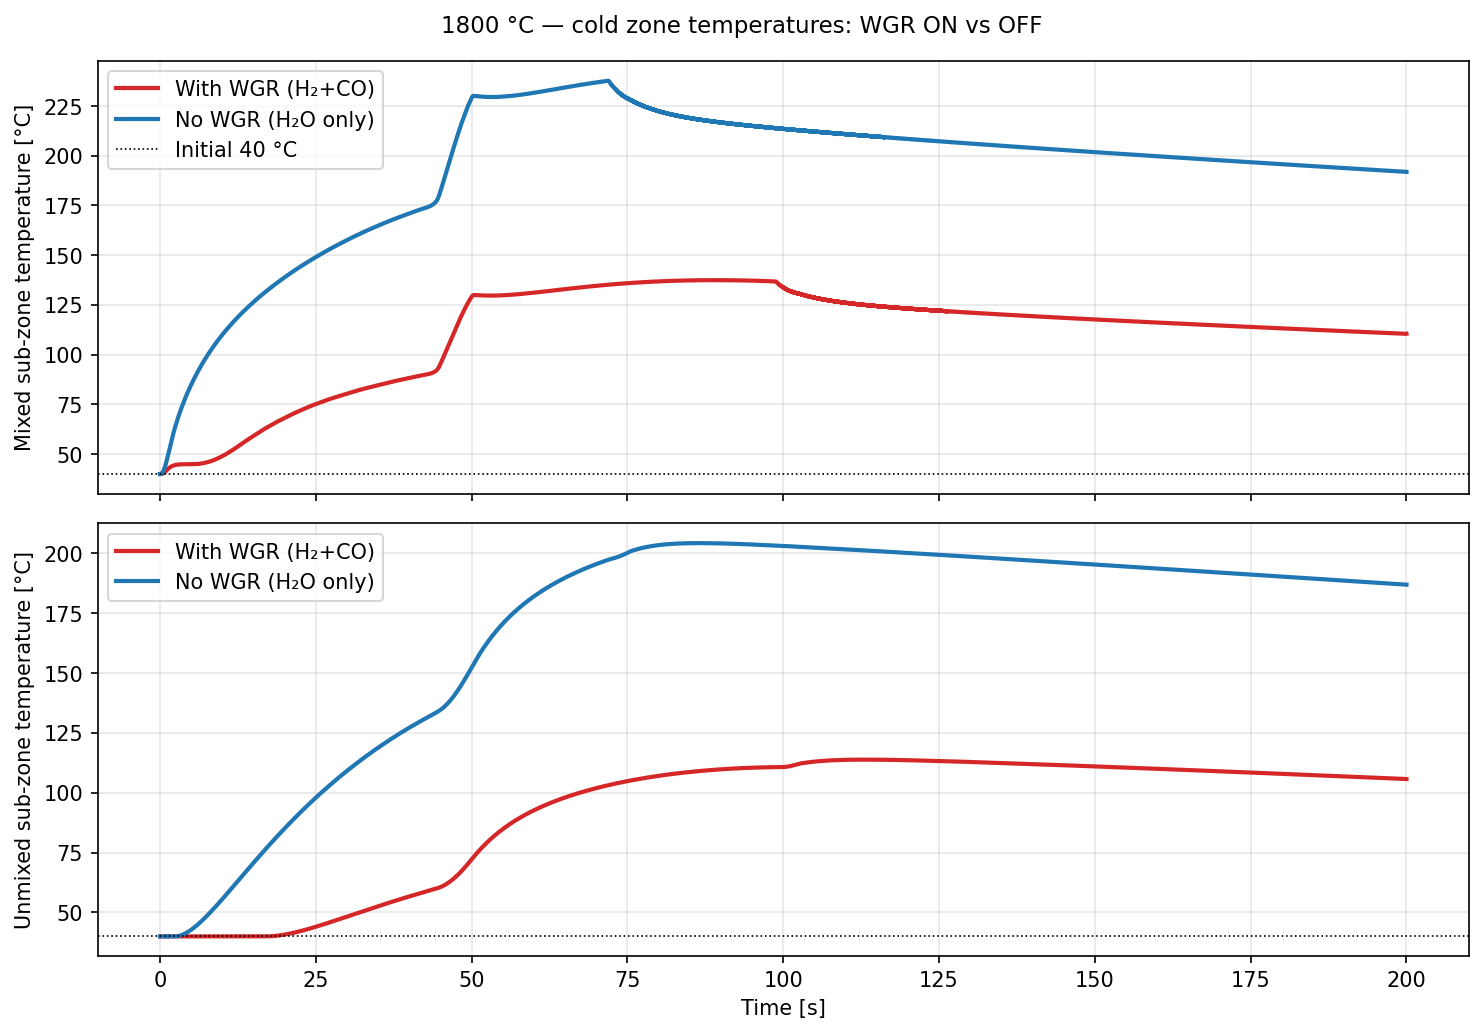 1800 °C — cold zone temperatures: WGR ON vs OFF
With WGR (H₂+CO)
No WGR (H₂O only)
Initial 40 °C
Mixed sub-zone temperature [°C]
225
200
175
150
125
100
75
50
With WGR (H₂+CO)
No WGR (H₂O only)
Unmixed sub-zone temperature [°C]
200
175
150
125
100
75
50
0 25 50 75 100 125 150 175 200
Time [s]